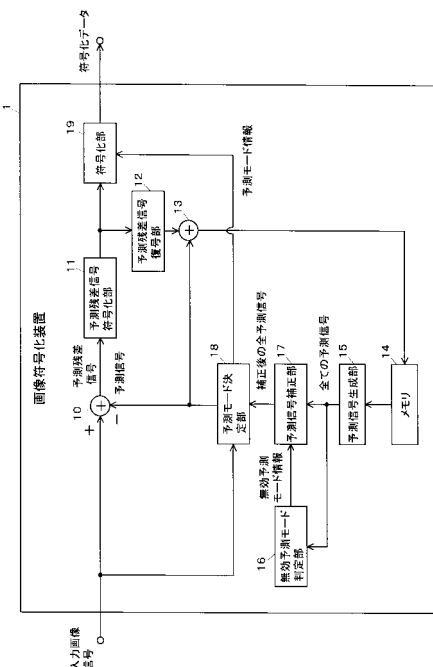 画像符号化装置
1
入力画像
信号
+
−
10
予測残差
信号
予測信号
11
予測残差信号
符号化部
19
符号化部
符号化データ
12
予測残差信号
復号部
13
予測モード情報
18
予測モード決
定部
補正後の全予測信号
17
予測信号補正部
無効予測
モード情報
16
無効予測モード
判定部
全ての予測信号
15
予測信号生成部
14
メモリ